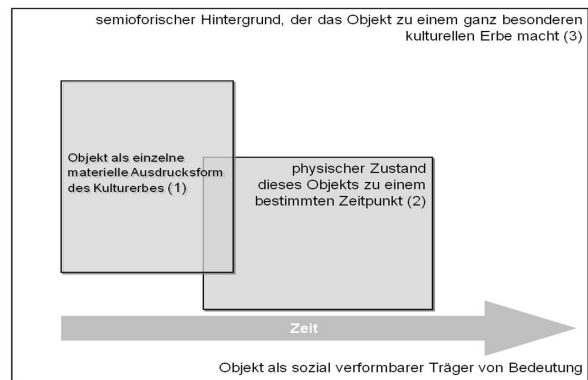 semioforischer Hintergrund, der das Objekt zu einem ganz besonderen
kulturellen Erbe macht (3)
Objekt als einzelne
materielle Ausdrucksform
des Kulturerbes (1)
physischer Zustand
dieses Objekts zu einem
bestimmten Zeitpunkt (2)
Zeit
Objekt als sozial verformbarer Träger von Bedeutung